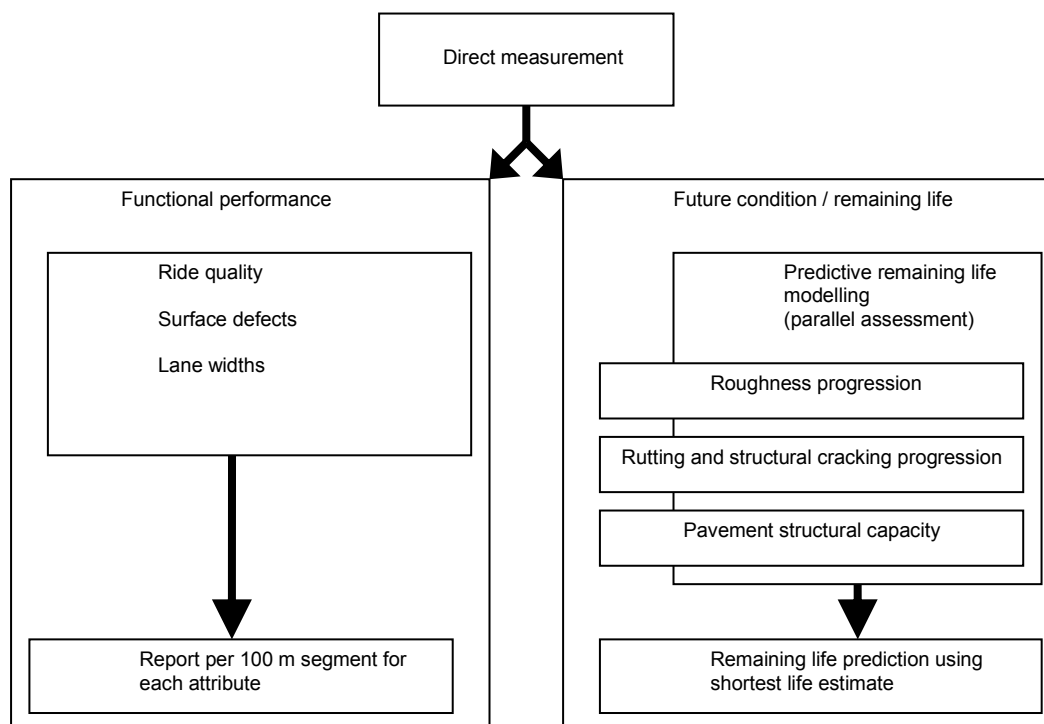 Direct measurement
Functional performance
Ride quality
Surface defects
Lane widths
Report per 100 m segment for
each attribute
Future condition / remaining life
Predictive remaining life
modelling
(parallel assessment)
Roughness progression
Rutting and structural cracking progression
Pavement structural capacity
Remaining life prediction using
shortest life estimate